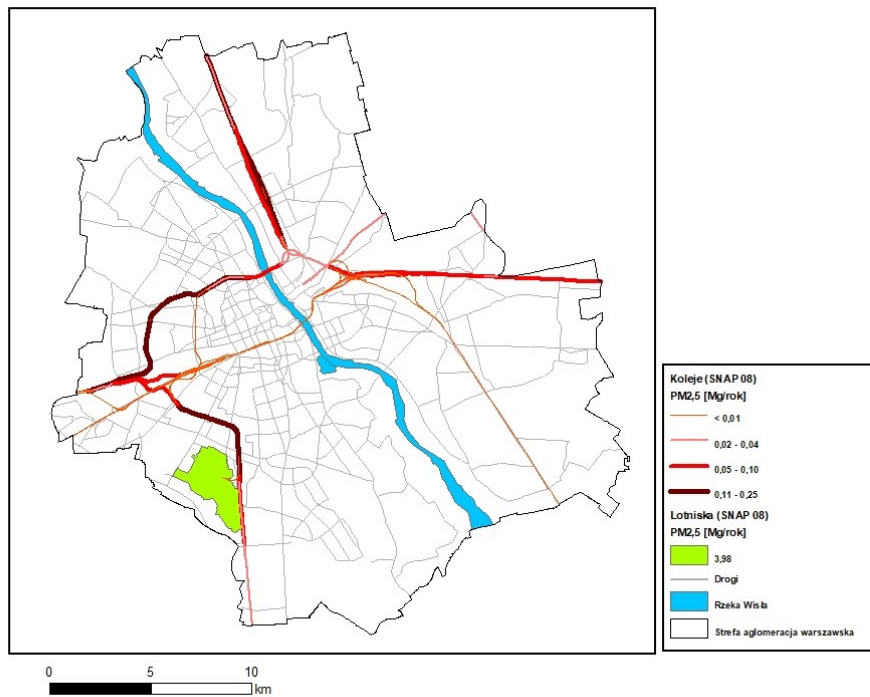 Koleje (SNAP 08)
PM2,5 [Mg/rok]
< 0,01
0,02 - 0,04
0,05 - 0,10
0,11 - 0,25
Lotniska (SNAP 08)
PM2,5 [Mg/rok]
3,98
Drogi
Rzeka Wisła
Strefa aglomeracja warszawska
0 5 10
km